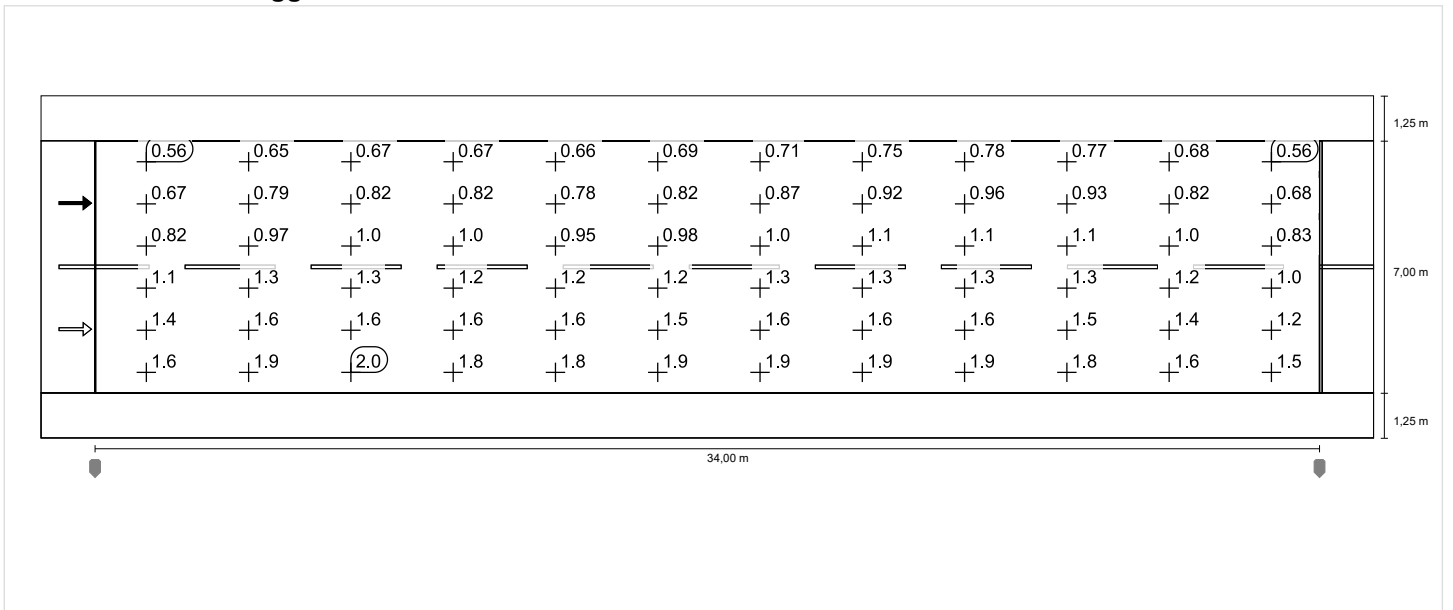 1,25 m
0.56 0.65 0.67 0.67 0.66 0.69 0.71 0.75 0.78 0.77 0.68 0.56
0.67 0.79 0.82 0.82 0.78 0.82 0.87 0.92 0.96 0.93 0.82 0.68
0.82 0.97 1.0 1.0 0.95 0.98 1.0 1.1 1.1 1.1 1.0 0.83
7,00 m
1.1 1.3 1.3 1.2 1.2 1.2 1.3 1.3 1.3 1.3 1.2 1.0
1.4 1.6 1.6 1.6 1.6 1.5 1.6 1.6 1.6 1.5 1.4 1.2
1.6 1.9 2.0 1.8 1.8 1.9 1.9 1.9 1.9 1.8 1.6 1.5
1,25 m
34,00 m